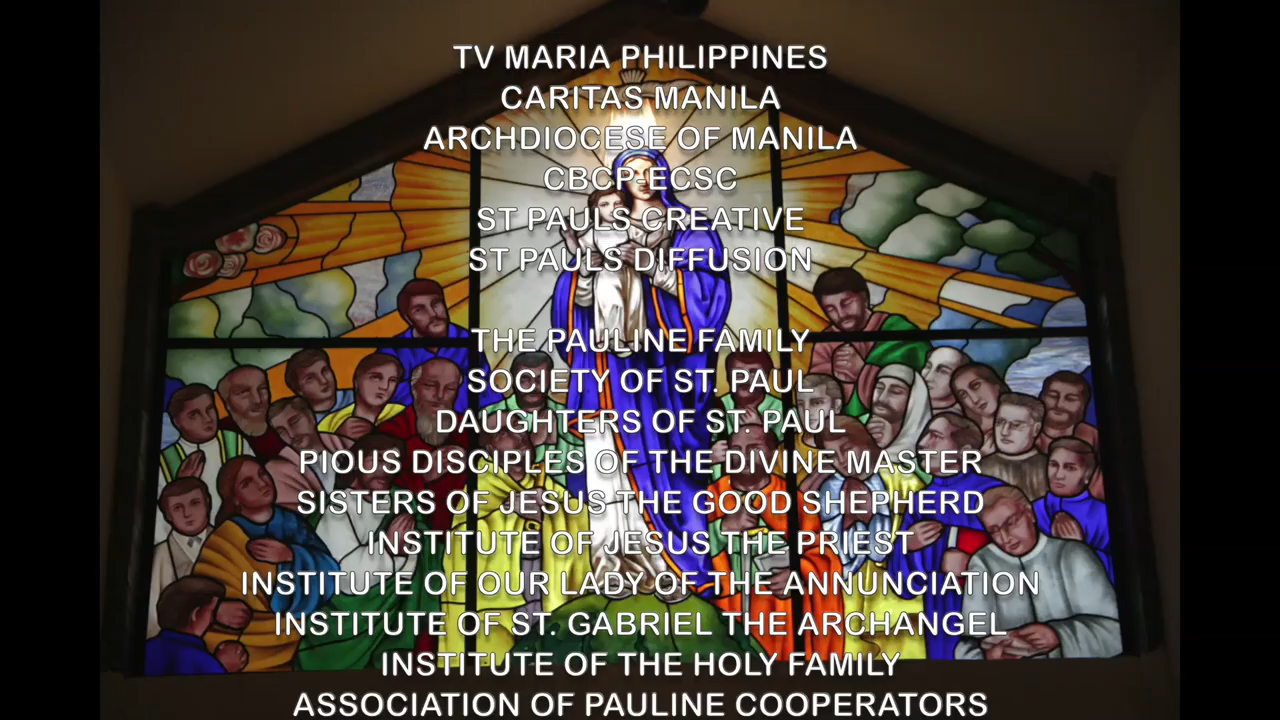 TV MARIA PHILIPPINES
CARITAS MANILA
ARCHDIOCESE OF MANILA
CBCP-ECSC
ST PAULS CREATIVE
ST PAULS DIFFUSION
THE PAULINE FAMILY
SOCIETY OF ST. PAUL
DAUGHTERS OF ST. PAUL
PIOUS DISCIPLES OF THE DIVINE MASTER
SISTERS OF JESUS THE GOOD SHEPHERD
INSTITUTE OF JESUS THE PRIEST
INSTITUTE OF OUR LADY OF THE ANNUNCIATION
INSTITUTE OF ST. GABRIEL THE ARCHANGEL
INSTITUTE OF THE HOLY FAMILY
ASSOCIATION OF PAULINE COOPERATORS